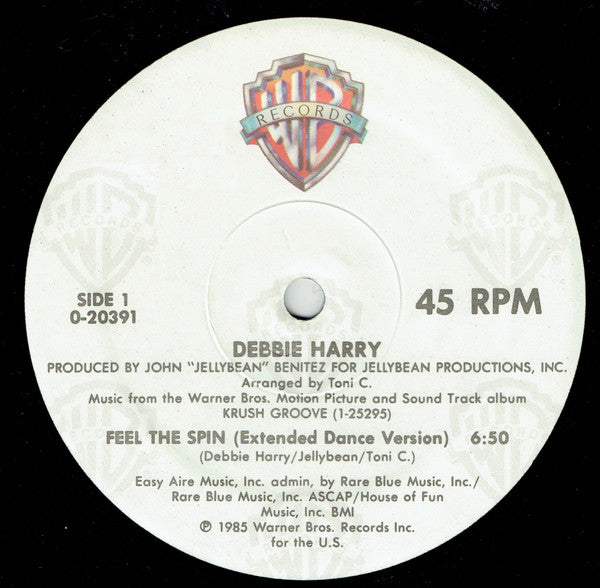 WB
RECORDS
SIDE 1
0-20391
45 RPM
DEBBIE HARRY
PRODUCED BY JOHN "JELLYBEAN" BENITEZ FOR JELLYBEAN PRODUCTIONS, INC.
Arranged by Toni C.
Music from the Warner Bros. Motion Picture and Sound Track album
KRUSH GROOVE (1-25295)
FEEL THE SPIN (Extended Dance Version) 6:50
(Debbie Harry/Jellybean/Toni C.)
Easy Aire Music, Inc. admin, by Rare Blue Music, Inc./
Rare Blue Music, Inc. ASCAP/House of Fun
Music, Inc. BMI
℗ 1985 Warner Bros. Records Inc.
for the U.S.